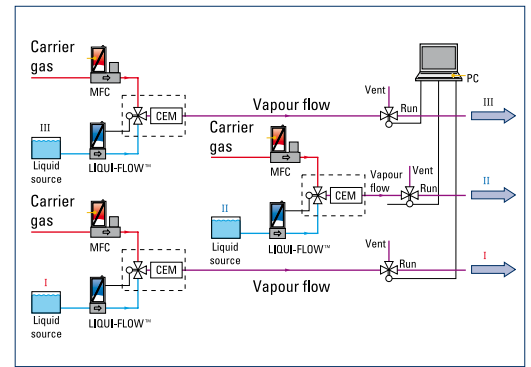 Carrier
gas
MFC
III
Liquid
source
LIQUI-FLOW™
CEM
Vapour flow
Vent
Run
PC
III
Carrier
gas
MFC
II
Liquid
source
LIQUI-FLOW™
CEM
Vapour
flow
Vent
Run
II
Carrier
gas
MFC
I
Liquid
source
LIQUI-FLOW™
CEM
Vapour flow
Vent
Run
I